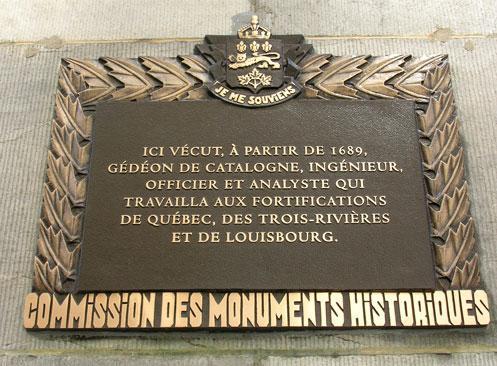 JE ME SOUVIENS
ICI VÉCUT, À PARTIR DE 1689,
GÉDÉON DE CATALOGNE, INGÉNIEUR,
OFFICIER ET ANALYSTE QUI
TRAVAILLA AUX FORTIFICATIONS
DE QUÉBEC, DES TROIS-RIVIÈRES
ET DE LOUISBOURG.
COMMISSION DES MONUMENTS HISTORIQUES